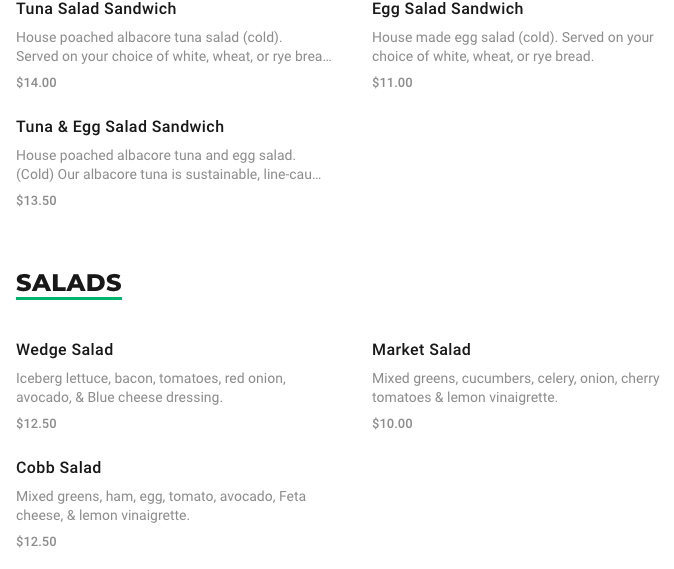 Tuna Salad Sandwich
House poached albacore tuna salad (cold).
Served on your choice of white, wheat, or rye brea...
$14.00
Egg Salad Sandwich
House made egg salad (cold). Served on your
choice of white, wheat, or rye bread.
$11.00
Tuna & Egg Salad Sandwich
House poached albacore tuna and egg salad.
(Cold) Our albacore tuna is sustainable, line-cau...
$13.50
SALADS
Wedge Salad
Iceberg lettuce, bacon, tomatoes, red onion,
avocado, & Blue cheese dressing.
$12.50
Market Salad
Mixed greens, cucumbers, celery, onion, cherry
tomatoes & lemon vinaigrette.
$10.00
Cobb Salad
Mixed greens, ham, egg, tomato, avocado, Feta
cheese, & lemon vinaigrette.
$12.50